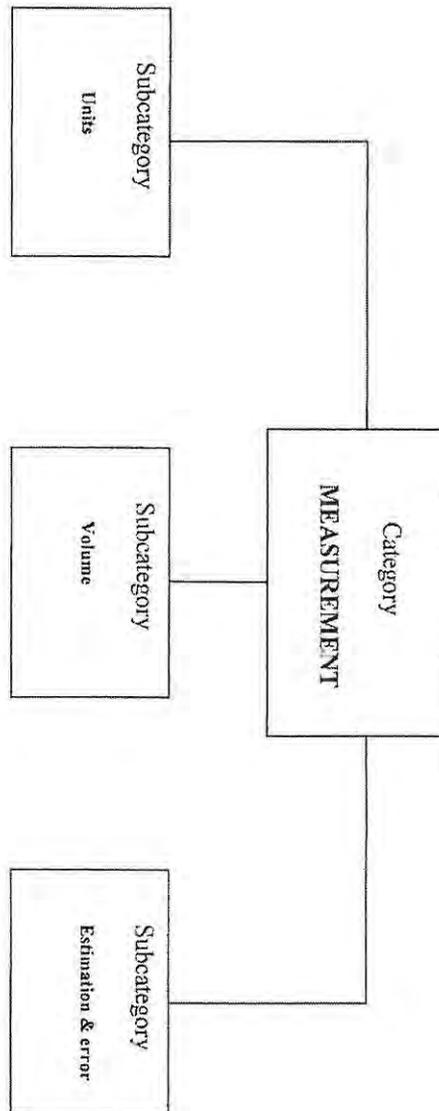 Category
MEASUREMENT
Subcategory
Units
Subcategory
Volume
Subcategory
Estimation & error